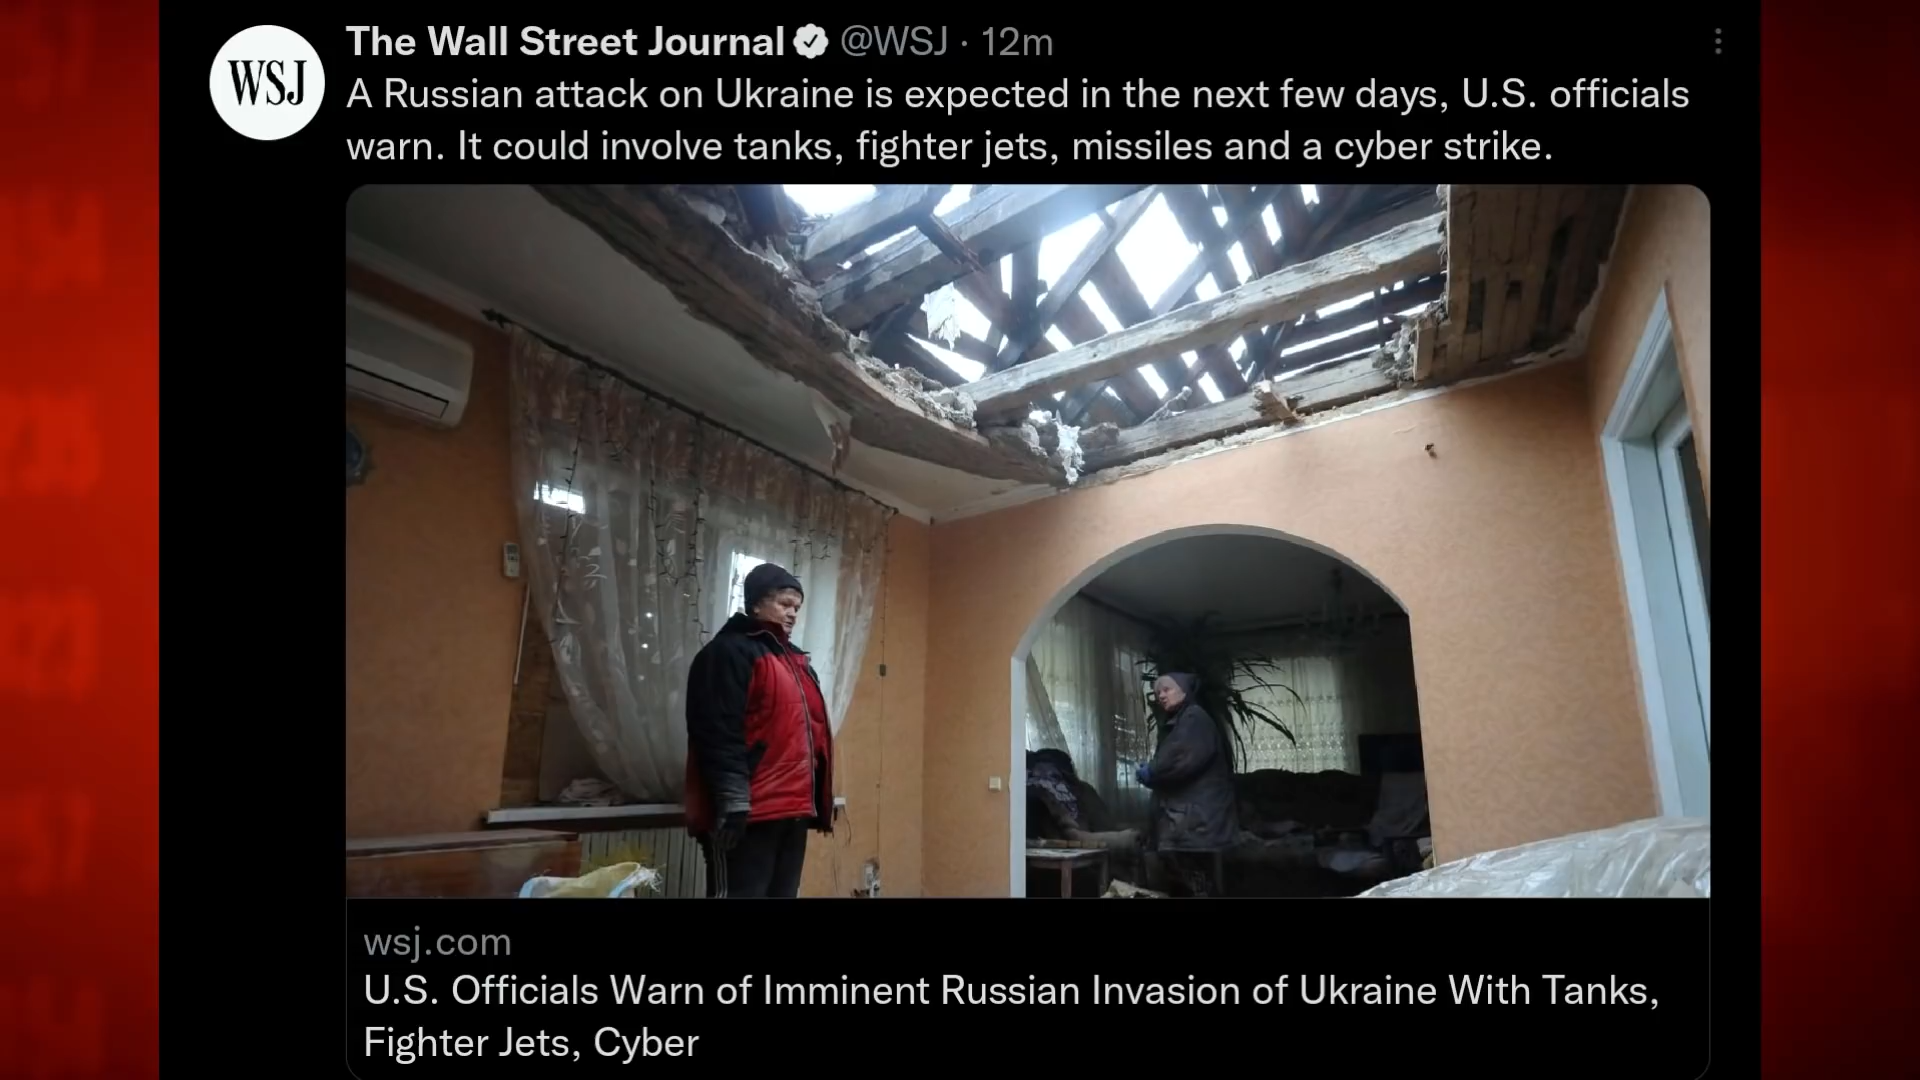 The Wall Street Journal @WSJ · 12m
WSJ
A Russian attack on Ukraine is expected in the next few days, U.S. officials
warn. It could involve tanks, fighter jets, missiles and a cyber strike.
wsj.com
U.S. Officials Warn of Imminent Russian Invasion of Ukraine With Tanks,
Fighter Jets, Cyber